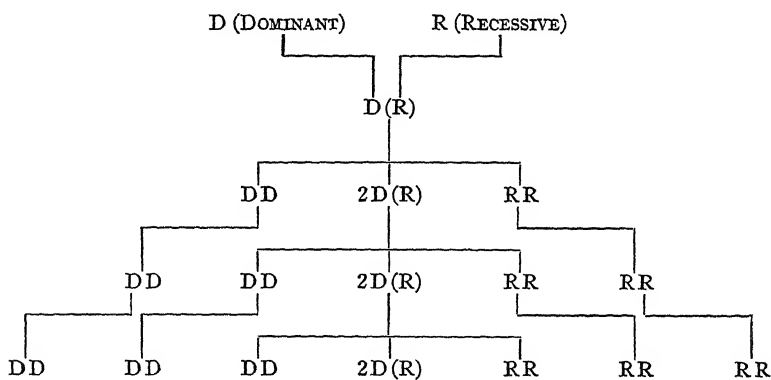 D (DOMINANT) R (RECESSIVE)
D(R)
DD 2D(R) RR
DD DD 2D(R) RR RR
DD DD DD 2D(R) RR RR RR